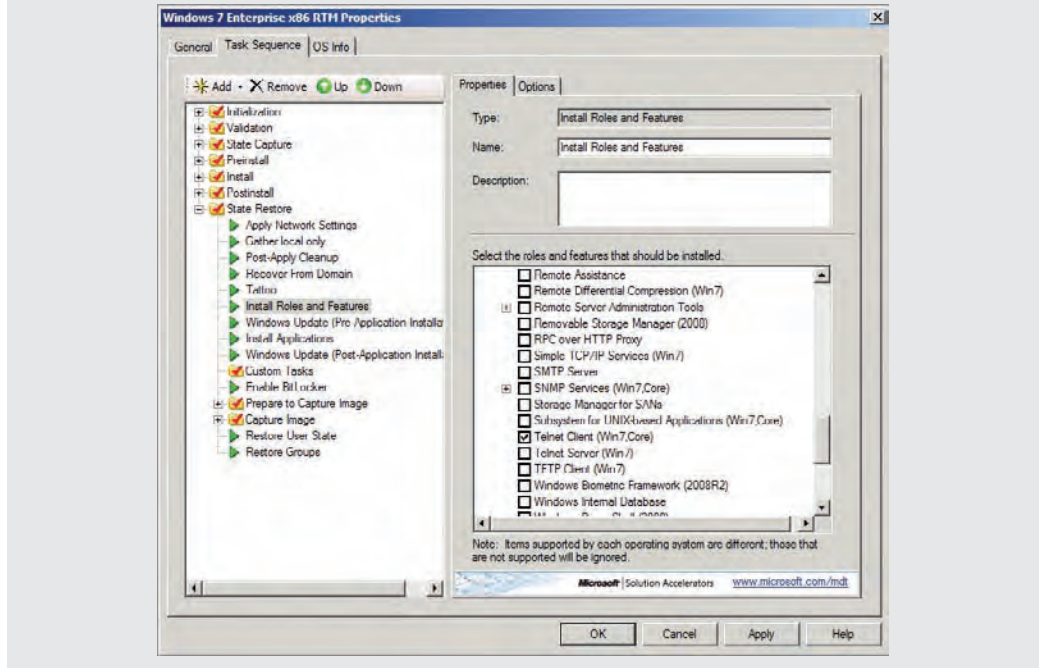 Windows 7 Enterprise x86 RTM Properties
General
Task Sequence
OS Info
Add
Remove
Up
Down
Initialization
Validation
State Capture
Preinstall
Install
Postinstall
State Restore
Apply Network Settings
Gather local only
Post-Apply Cleanup
Recover From Domain
Tattoo
Install Roles and Features
Windows Update (Pre Application Installa
Install Applications
Windows Update (Post-Application Install
Custom Tasks
Enable BitLocker
Prepare to Capture Image
Capture Image
Restore User State
Restore Groups
Properties
Options
Type:
Install Roles and Features
Name:
Install Roles and Features
Description:
Select the roles and features that should be installed.
Remote Assistance
Remote Differential Compression (Win7)
Remote Server Administration Tools
Removable Storage Manager (2008)
RPC over HTTP Proxy
Simple TCP/IP Services (Win7)
SMTP Server
SNMP Services (Win7,Core)
Storage Manager for SANs
Subsystem for UNIX-based Applications (Win7,Core)
Telnet Client (Win7,Core)
Telnet Server (Win7)
TFTP Client (Win7)
Windows Biometric Framework (2008R2)
Windows Internal Database
Note: Items supported by each operating system are different; those that
are not supported will be ignored.
Microsoft Solution Accelerators www.microsoft.com/mdt
OK
Cancel
Apply
Help